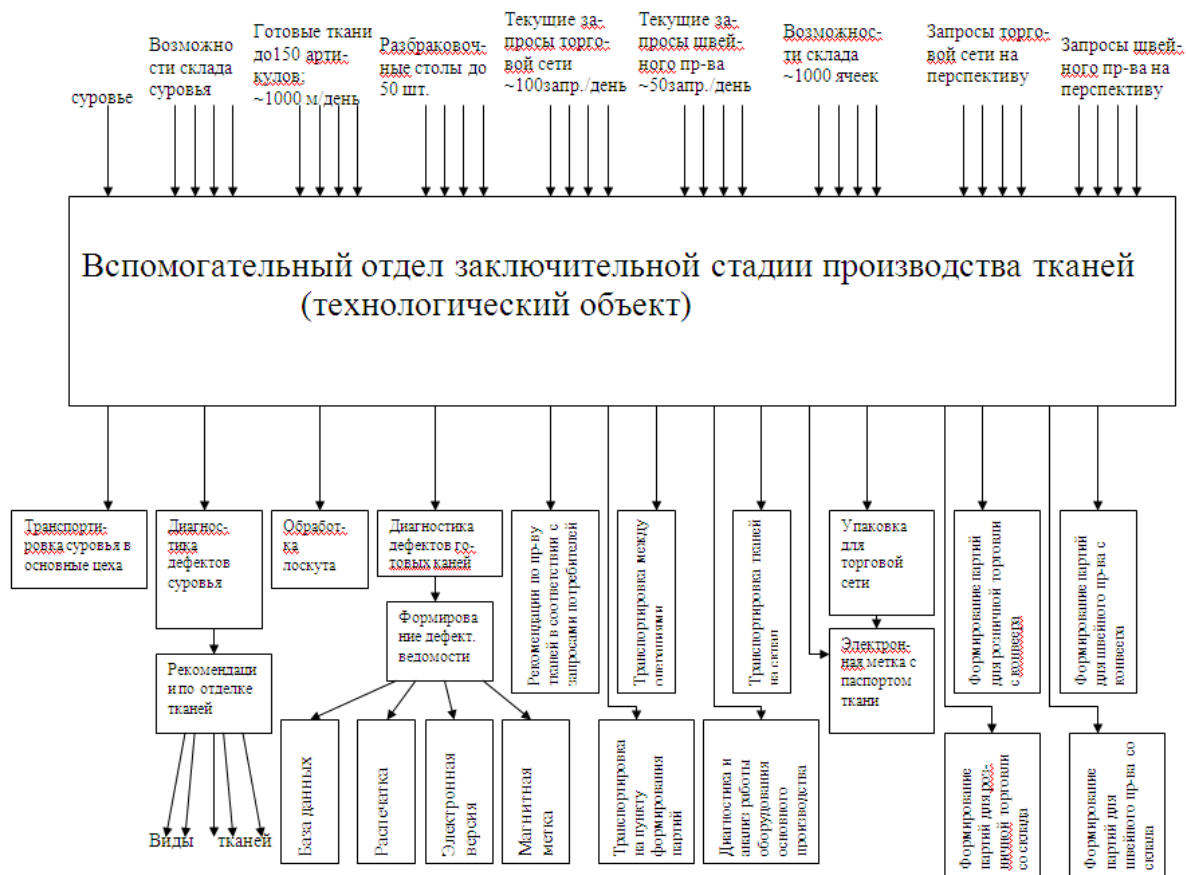 суровье
Возможно
сти склада
суровья
Готовые ткани
до150 арти-
кулов;
~1000 м/день
Разбраковоч-
ные столы до
50 шт.
Текущие за-
просы торго-
вой сети
~100запр./день
Текущие за-
просы швей-
ного пр-ва
~50запр./день
Возможнос-
ти склада
~1000 ячеек
Запросы торго-
вой сети на
перспективу
Запросы швей-
ного пр-ва на
перспективу
Вспомогательный отдел заключительной стадии производства тканей
(технологический объект)
Транспорти-
ровка суровья в
основные цеха
Диагнос-
тика
дефектов
суровья
Рекомендаци
и по отделке
тканей
Виды тканей
Обработ-
ка
лоскута
Диагностика
дефектов го-
товых каней
Формирова
ние дефект.
ведомости
База данных
Распечатка
Электронная
версия
Магнитная
метка
Рекомендации по пр-ву
тканей в соответствии с
запросами потребителей
Транспортировка между
операциями
Транспортировка
на пункту
формирования
партий
Транспортировка тканей
на склад
Диагностика и
анализ работы
оборудования
основного
производства
Упаковка
для
торговой
сети
Электрон-
ная метка с
паспортом
ткани
Формирование партий
для розничной торговли
с конвеера
Формирование
партий для роз-
ничной торговли
со склада
Формирование партий
для швейного пр-ва с
конвеера
Формирование
партий для
швейного пр-ва со
склада